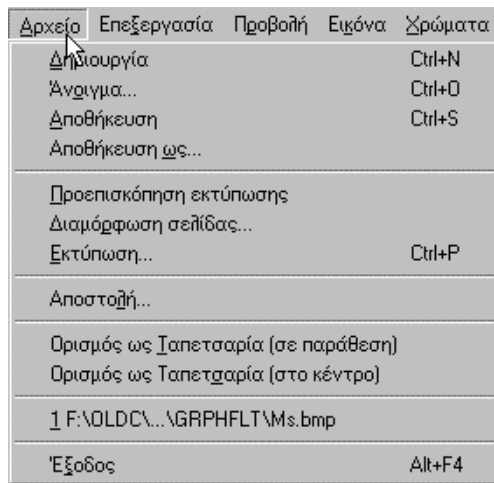 Αρχείο Επεξεργασία Προβολή Εικόνα Χρώματα
Δημιουργία Ctrl+N
Άνοιγμα... Ctrl+O
Αποθήκευση Ctrl+S
Αποθήκευση ως...
Προεπισκόπηση εκτύπωσης
Διαμόρφωση σελίδας...
Εκτύπωση... Ctrl+P
Αποστολή...
Ορισμός ως Ταπετσαρία (σε παράθεση)
Ορισμός ως Ταπετσαρία (στο κέντρο)
1 F:\OLDC\...\GRPHFLT\Ms.bmp
Έξοδος Alt+F4